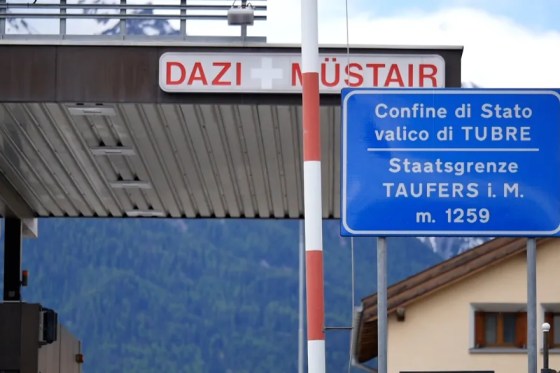 DAZI MÜSTAIR
Confine di Stato
valico di TUBRE
Staatsgrenze
TAUFERS i. M.
m. 1259